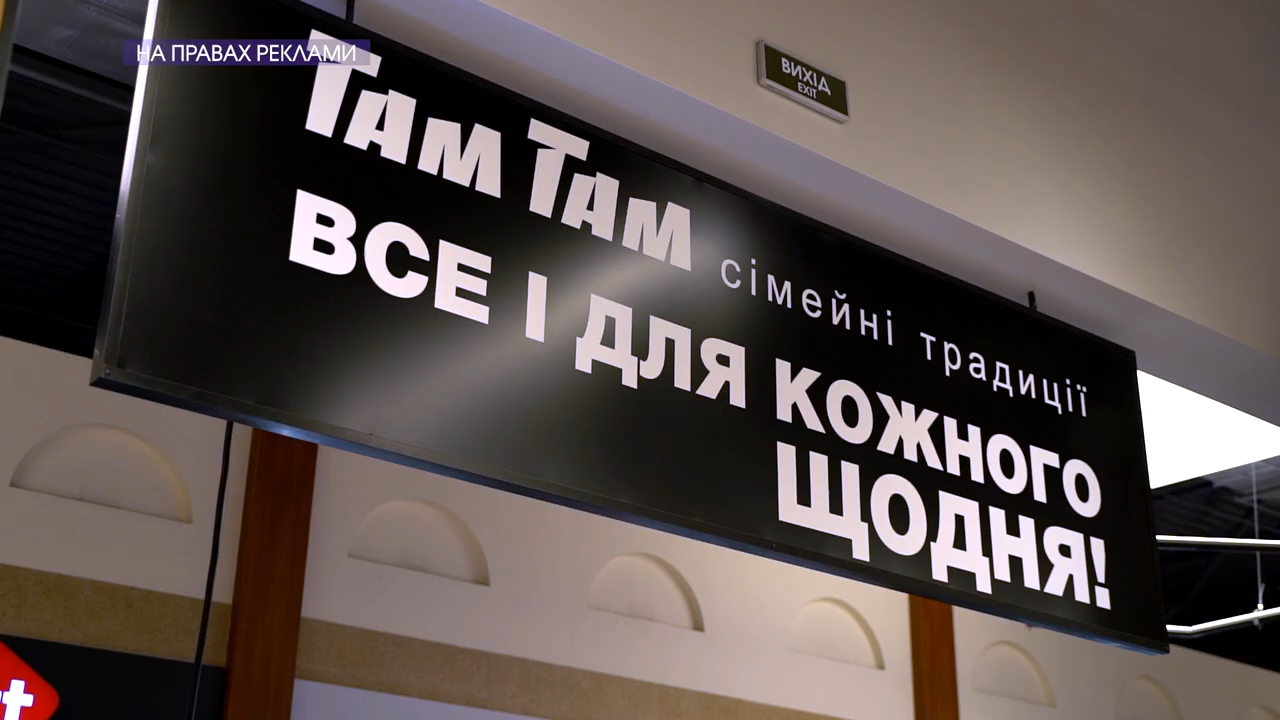 НА ПРАВАХ РЕКЛАМИ
ВИХІД
EXIT
ТАМ ТАМ сімейні традиції
ВСЕ І ДЛЯ КОЖНОГО
ЩОДНЯ!